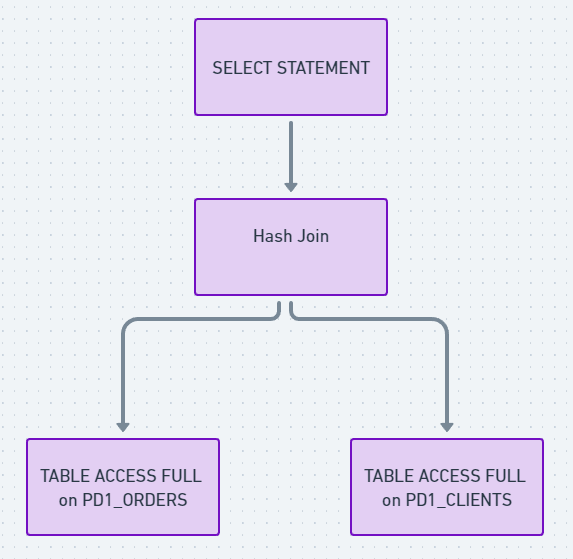 SELECT STATEMENT
Hash Join
TABLE ACCESS FULL
on PD1_ORDERS
TABLE ACCESS FULL
on PD1_CLIENTS